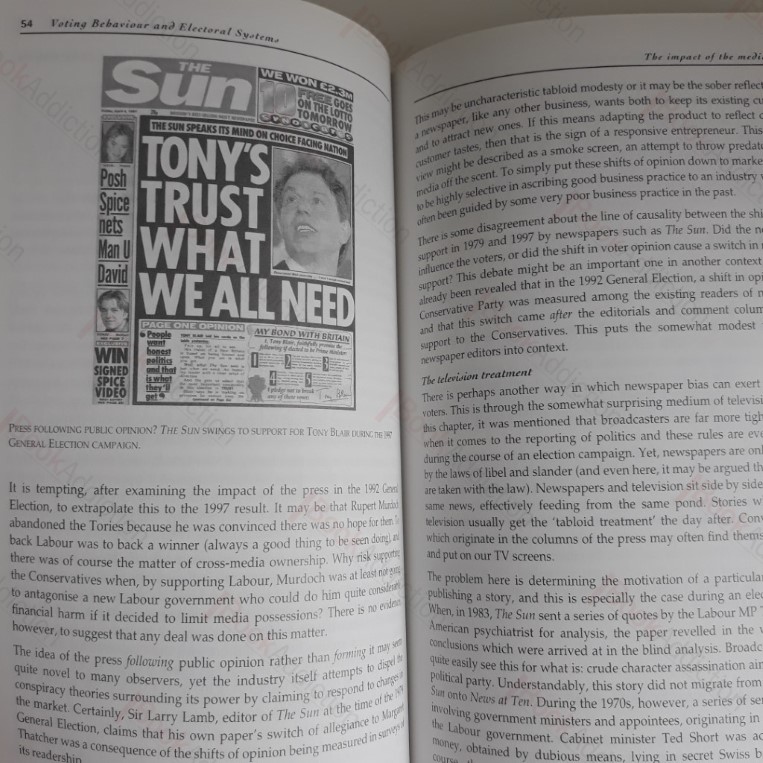 54 Voting Behaviour and Electoral Systems
THE
Sun
WE WON £2.3m
FREE GOES
ON THE LOTTO
TOMORROW
THE SUN SPEAKS ITS MIND ON CHOICE FACING NATION
TONY'S
TRUST
WHAT
WE ALL NEED
Posh
Spice
nets
Man U
David
WIN
SIGNED
SPICE
VIDEO
PAGE ONE OPINION
People
want
honest
politics
and that
is what
they'll
get
MY BOND WITH BRITAIN
1
2
3
4
5
PRESS FOLLOWING PUBLIC OPINION? THE SUN SWINGS TO SUPPORT FOR TONY BLAIR DURING THE 1997
GENERAL ELECTION CAMPAIGN.
It is tempting, after examining the impact of the press in the 1992 General
Election, to extrapolate this to the 1997 result. It may be that Rupert Murdoch
abandoned the Tories because he was convinced there was no hope for them. To
back Labour was to back a winner (always a good thing to be seen doing) and
there was of course the matter of cross-media ownership. Why risk supporting
the Conservatives when, by supporting Labour, Murdoch was at least not going
to antagonise a new Labour government who could do him quite considerable
financial harm if it decided to limit media possessions? There is no evidence,
however, to suggest that any deal was done on this matter.
The idea of the press following public opinion rather than forming it may seem
quite novel to many observers, yet the industry itself attempts to dispel the
conspiracy theories surrounding its power by claiming to respond to changes in
the market. Certainly, Sir Larry Lamb, editor of The Sun at the time of the 1979
General Election, claims that his own paper's switch of allegiance to Margaret
Thatcher was a consequence of the shifts of opinion being measured in surveys of
its readership
The impact of the media
This may be uncharacteristic tabloid modesty or it may be the sober reflect
a newspaper, like any other business, wants both to keep its existing cu
and to attract new ones. If this means adapting the product to reflect c
customer tastes, then that is the sign of a responsive entrepreneur. This
view might be described as a smoke screen, an attempt to throw predat
media off the scent. To simply put these shifts of opinion down to marke
to be highly selective in ascribing good business practice to an industry
often been guided by some very poor business practice in the past.
There is some disagreement about the line of causality between the shi
support in 1979 and 1997 by newspapers such as The Sun. Did the ne
influence the voters, or did the shift in voter opinion cause a switch in
support? This debate might be an important one in another context
already been revealed that in the 1992 General Election, a shift in opi
Conservative Party was measured among the existing readers of
and that this switch came after the editorials and comment colum
support to the Conservatives. This puts the somewhat modest
newspaper editors into context.
The television treatment
There is perhaps another way in which newspaper bias can exert
voters. This is through the somewhat surprising medium of televisi
this chapter, it was mentioned that broadcasters are far more tigh
when it comes to the reporting of politics and these rules are eve
during the course of an election campaign. Yet, newspapers are onl
by the laws of libel and slander (and even here, it may be argued th
are taken with the law). Newspapers and television sit side by side
same news, effectively feeding from the same pond. Stories w
television usually get the 'tabloid treatment' the day after. Con
which originate in the columns of the press may often find thems
and put on our TV screens.
The problem here is determining the motivation of a particular
publishing a story, and this is especially the case during an elec
When, in 1983, The Sun sent a series of quotes by the Labour MP
American psychiatrist for analysis, the paper revelled in the
conclusions which were arrived at in the blind analysis. Broadc
quite easily see this for what is: crude character assassination ain
political party. Understandably, this story did not migrate from
Sun onto News at Ten. During the 1970s, however, a series of ser
involving government ministers and appointees, originating in
the Labour government. Cabinet minister Ted Short was ac
money, obtained by dubious means, lying in secret Swiss b